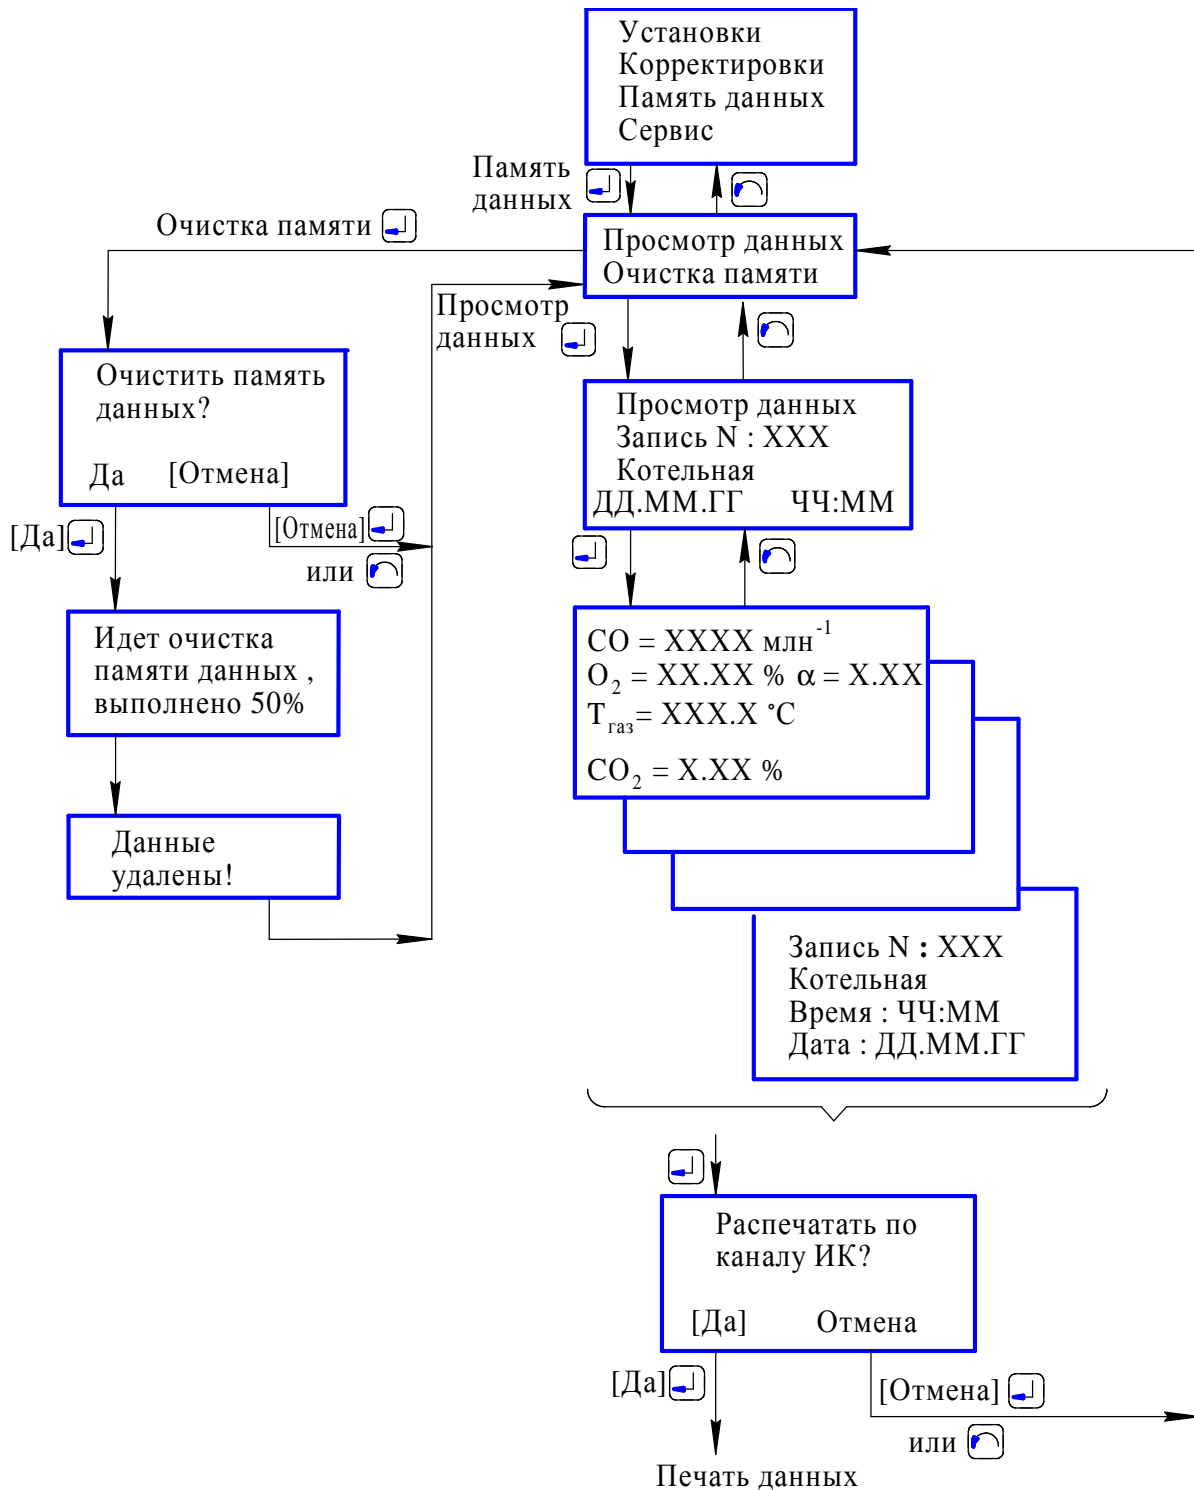 Установки
Корректировки
Память данных
Сервис
Память
данных
Очистка памяти
Просмотр данных
Очистка памяти
Просмотр
данных
Очистить память
данных?
Да [Отмена]
[Да]
[Отмена]
или
Просмотр данных
Запись N : XXX
Котельная
ДД.ММ.ГГ ЧЧ:ММ
Идет очистка
памяти данных ,
выполнено 50%
Данные
удалены!
CO = XXXX млн⁻¹
O₂ = XX.XX % α = X.XX
Tгаз= XXX.X °C
CO₂ = X.XX %
Запись N : XXX
Котельная
Время : ЧЧ:ММ
Дата : ДД.ММ.ГГ
Распечатать по
каналу ИК?
[Да] Отмена
[Да]
[Отмена]
или
Печать данных